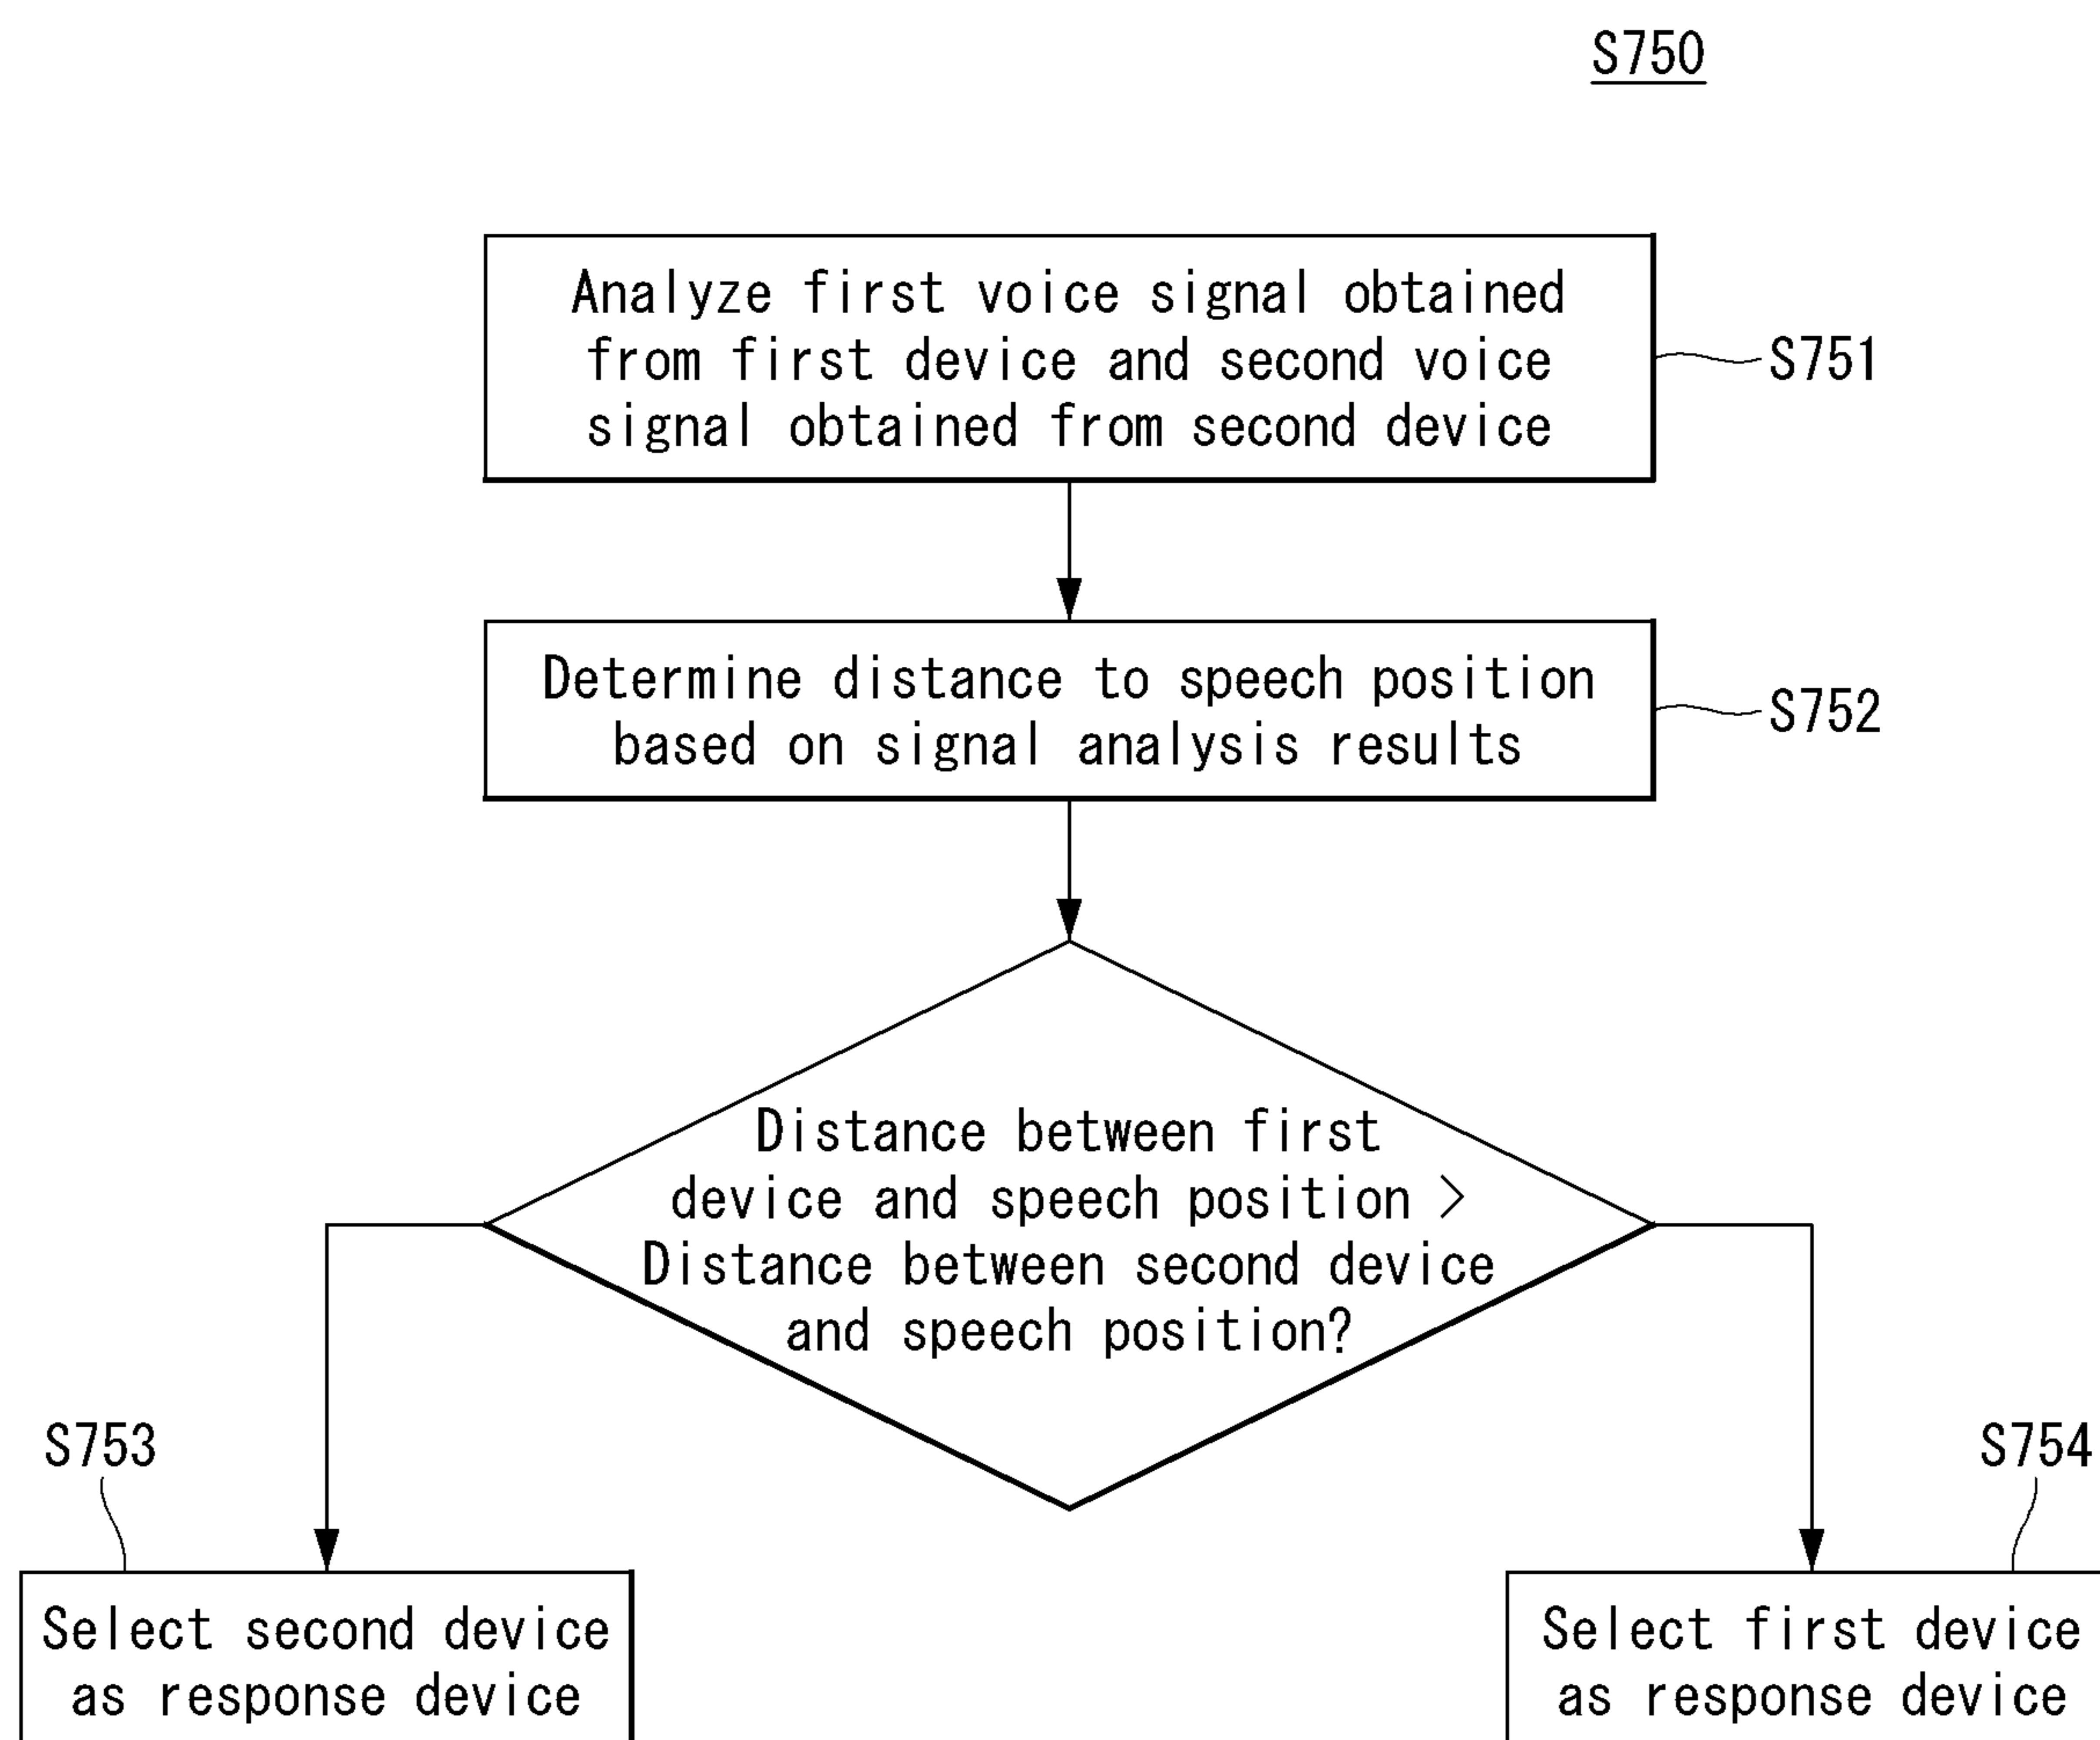 S750
Analyze first voice signal obtained
from first device and second voice
signal obtained from second device
S751
Determine distance to speech position
based on signal analysis results
S752
Distance between first
device and speech position >
Distance between second device
and speech position?
S753
S754
Select second device
as response device
Select first device
as response device